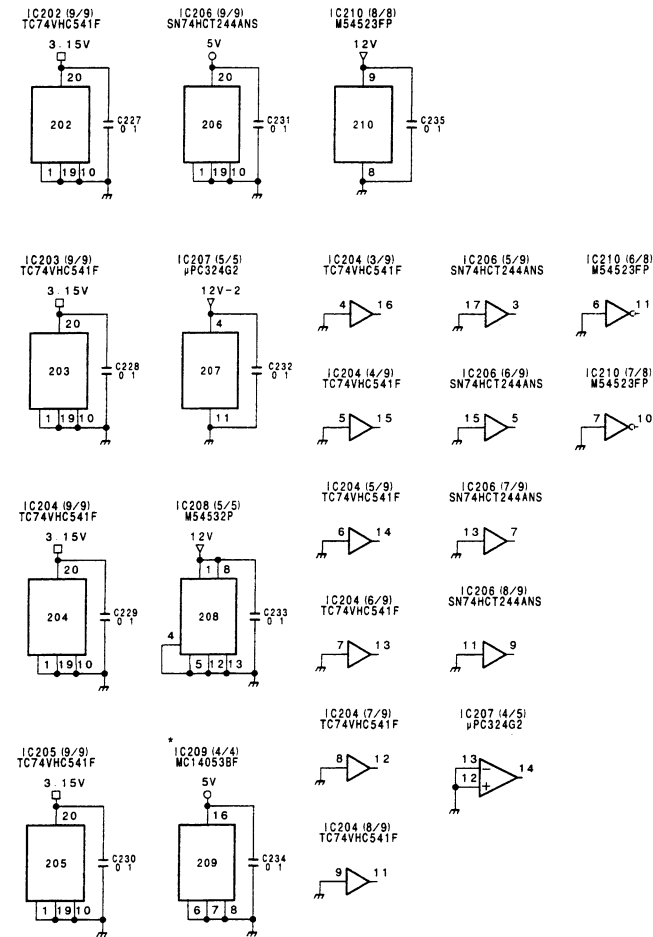 IC202 (9/9)
TC74VHC541F
3.15V
20
202
C227
0.1
1 19 10
IC206 (9/9)
SN74HCT244ANS
5V
20
206
C231
0.1
1 19 10
IC210 (8/8)
M54523FP
12V
9
210
C235
0.1
8
IC203 (9/9)
TC74VHC541F
3.15V
20
203
C228
0.1
1 19 10
IC207 (5/5)
µPC324G2
12V-2
4
207
C232
0.1
11
IC204 (3/9)
TC74VHC541F
4 16
IC206 (5/9)
SN74HCT244ANS
17 3
IC210 (6/8)
M54523FP
6 11
IC204 (4/9)
TC74VHC541F
5 15
IC206 (6/9)
SN74HCT244ANS
15 5
IC210 (7/8)
M54523FP
7 10
IC204 (9/9)
TC74VHC541F
3.15V
20
204
C229
0.1
1 19 10
IC208 (5/5)
M54532P
12V
1 8
4
208
C233
0.1
5 12 13
IC204 (5/9)
TC74VHC541F
6 14
IC206 (7/9)
SN74HCT244ANS
13 7
IC204 (6/9)
TC74VHC541F
7 13
IC206 (8/9)
SN74HCT244ANS
11 9
IC205 (9/9)
TC74VHC541F
3.15V
20
205
C230
0.1
1 19 10
*
IC209 (4/4)
MC14053BF
5V
16
209
C234
0.1
6 7 8
IC204 (7/9)
TC74VHC541F
8 12
IC207 (4/5)
µPC324G2
13 −
12 +
14
IC204 (8/9)
TC74VHC541F
9 11